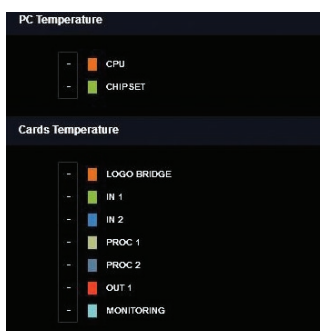 PC Temperature
- CPU
- CHIPSET
Cards Temperature
- LOGO BRIDGE
- IN 1
- IN 2
- PROC 1
- PROC 2
- OUT 1
- MONITORING